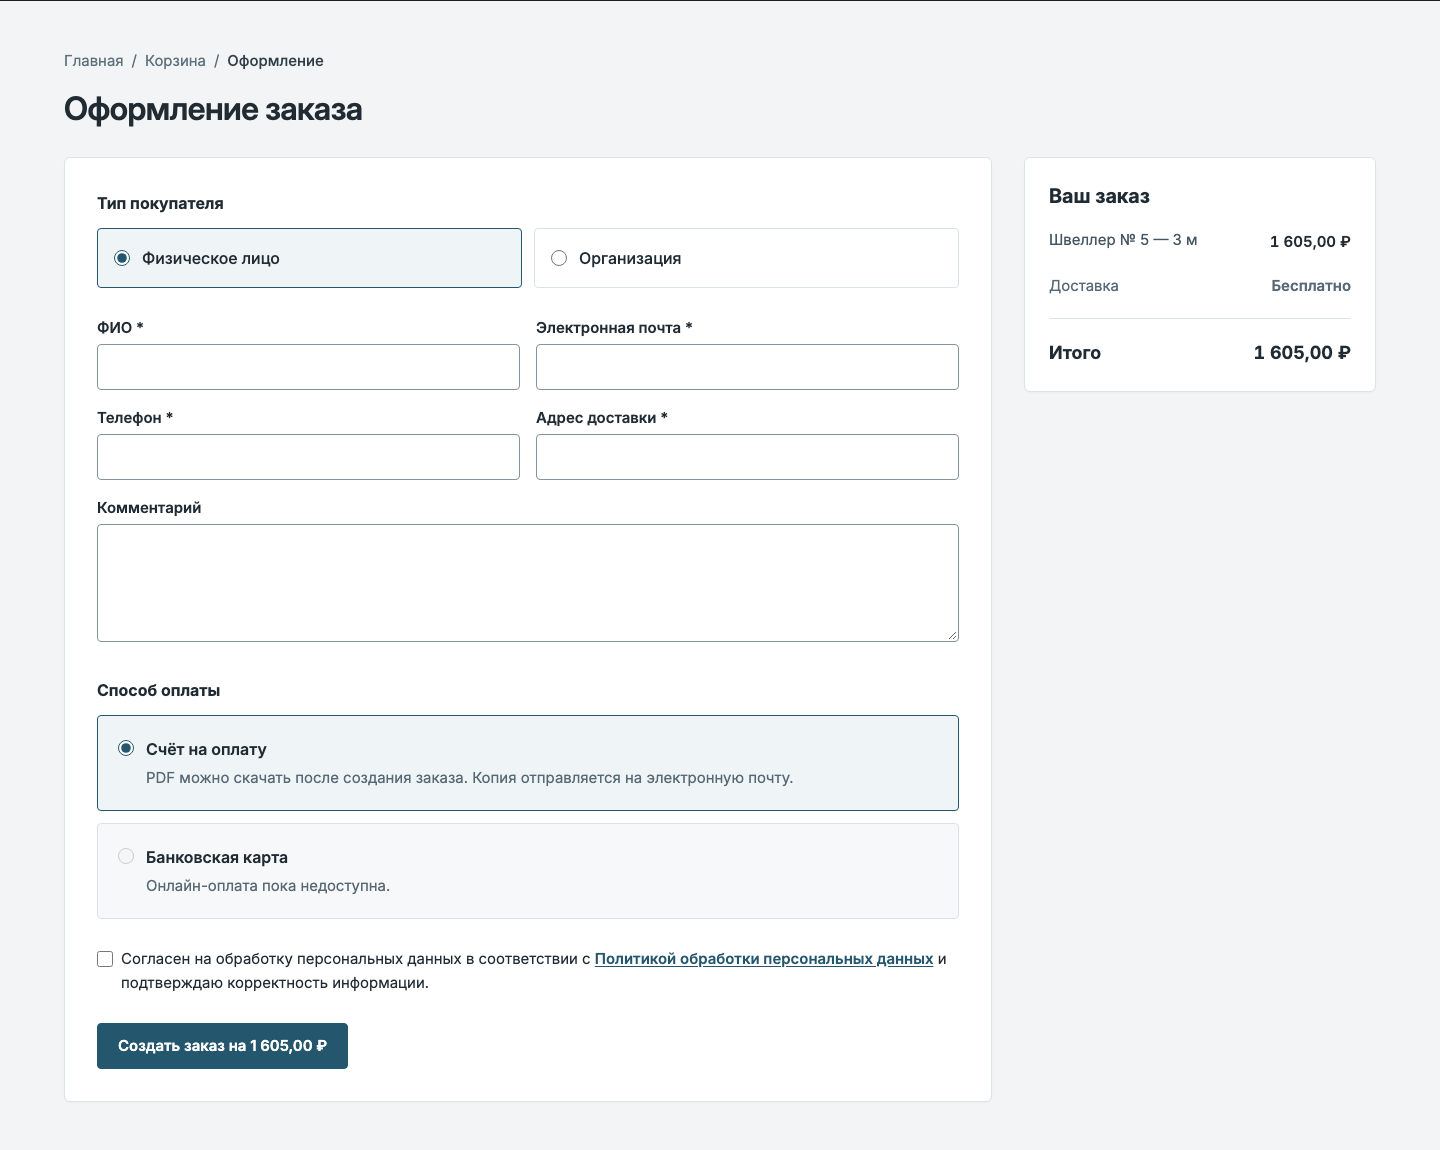 Главная / Корзина / Оформление
Оформление заказа
Тип покупателя
Физическое лицо
Организация
ФИО *
Электронная почта *
Телефон *
Адрес доставки *
Комментарий
Способ оплаты
Счёт на оплату
PDF можно скачать после создания заказа. Копия отправляется на электронную почту.
Банковская карта
Онлайн-оплата пока недоступна.
Согласен на обработку персональных данных в соответствии с Политикой обработки персональных данных и
подтверждаю корректность информации.
Создать заказ на 1 605,00 ₽
Ваш заказ
Швеллер № 5 — 3 м 1 605,00 ₽
Доставка Бесплатно
Итого 1 605,00 ₽